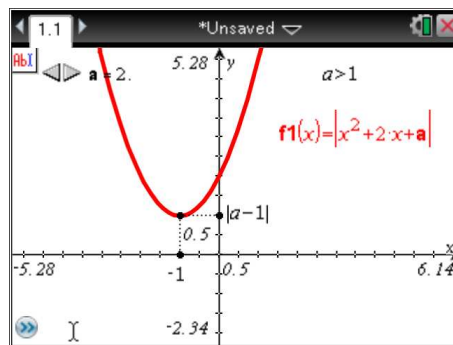 1.1
*Unsaved
AbI
a = 2.
5.28
y
a>1
f1(x)=|x²+2·x+a|
|a-1|
0.5
x
-5.28
-1
0.5
6.14
-2.34